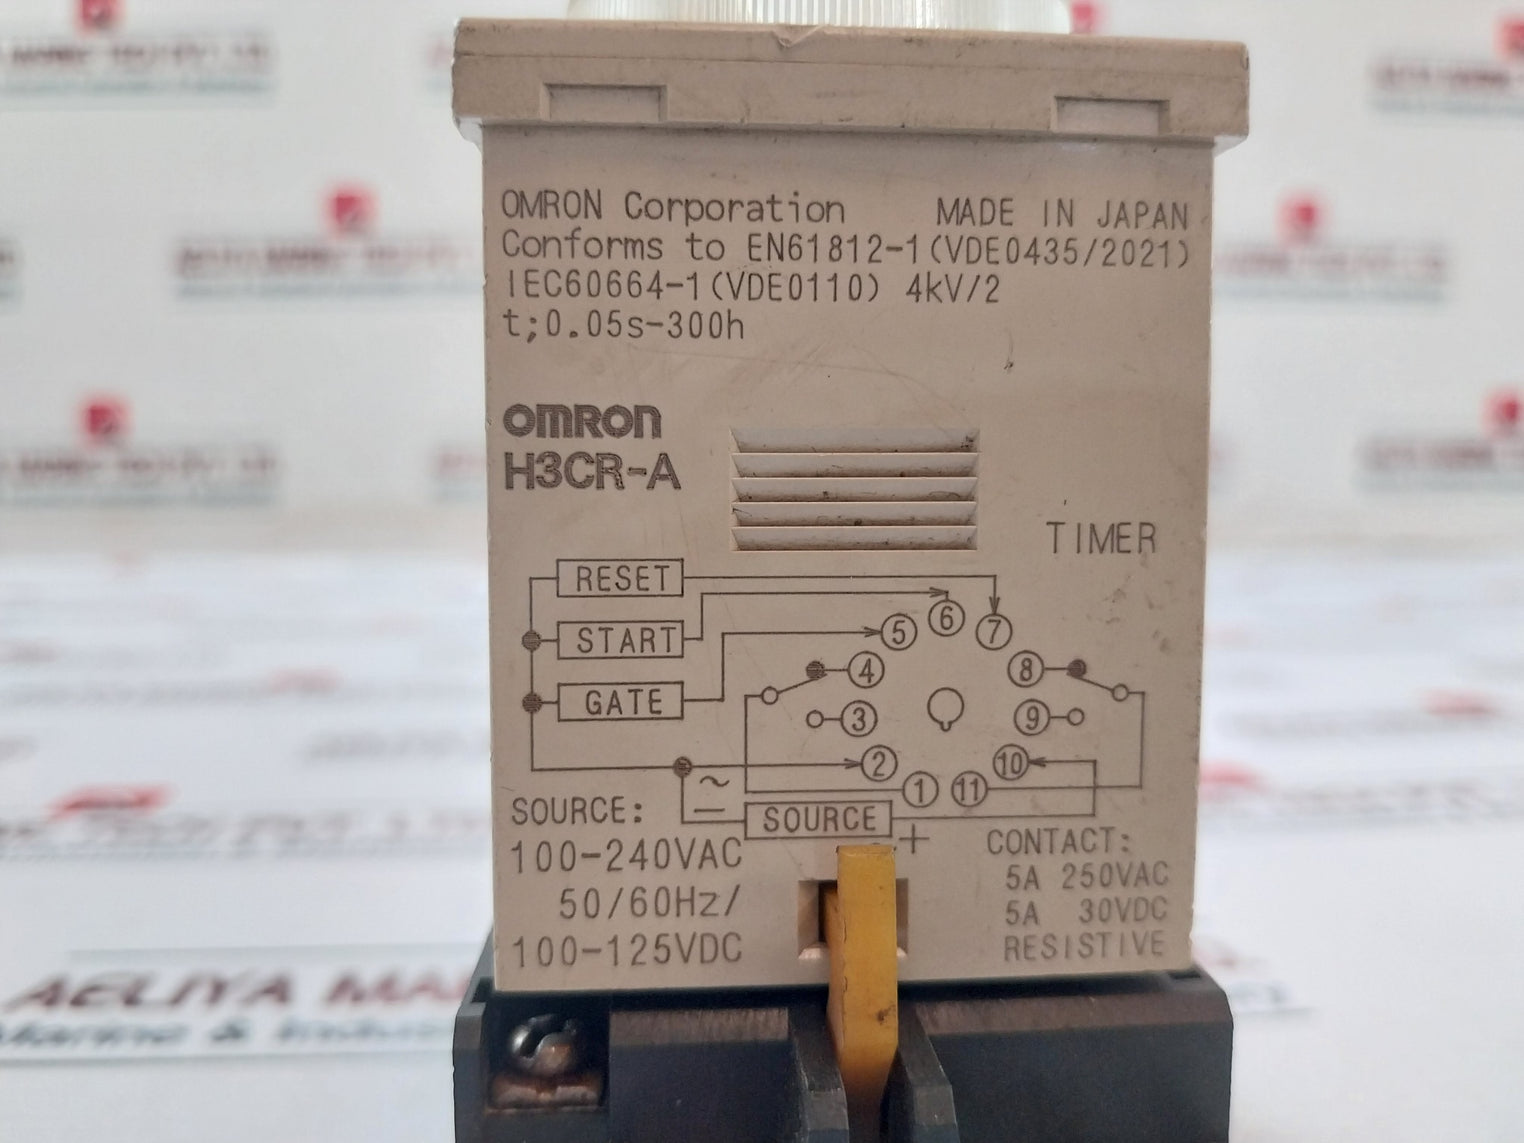 OMRON Corporation MADE IN JAPAN
Conforms to EN61812-1(VDE0435/2021)
IEC60664-1(VDE0110) 4kV/2
t;0.05s-300h
OMRON
H3CR-A
TIMER
RESET
START
GATE
6
5 7
4 8
3 9
2 10
1 11
~
SOURCE
+
SOURCE:
100-240VAC
50/60Hz/
100-125VDC
CONTACT:
5A 250VAC
5A 30VDC
RESISTIVE